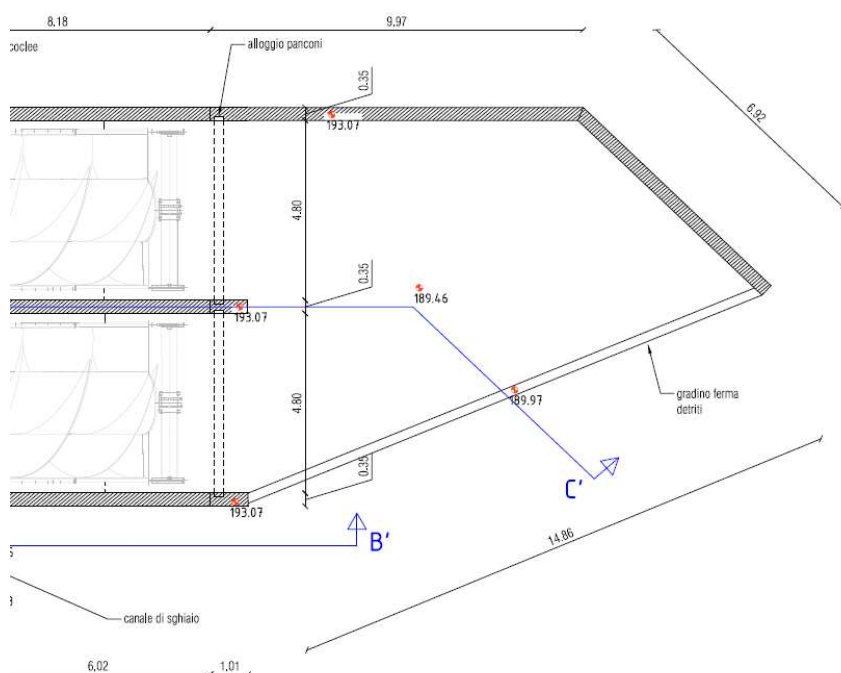 8.18
9.97
coclee
alloggio panconi
0.35
193.07
6.92
4.80
0.35
189.46
193.07
189.97
gradino ferma
detriti
4.80
0.35
193.07
C'
B'
14.86
canale di sghiaio
6.02
1.01